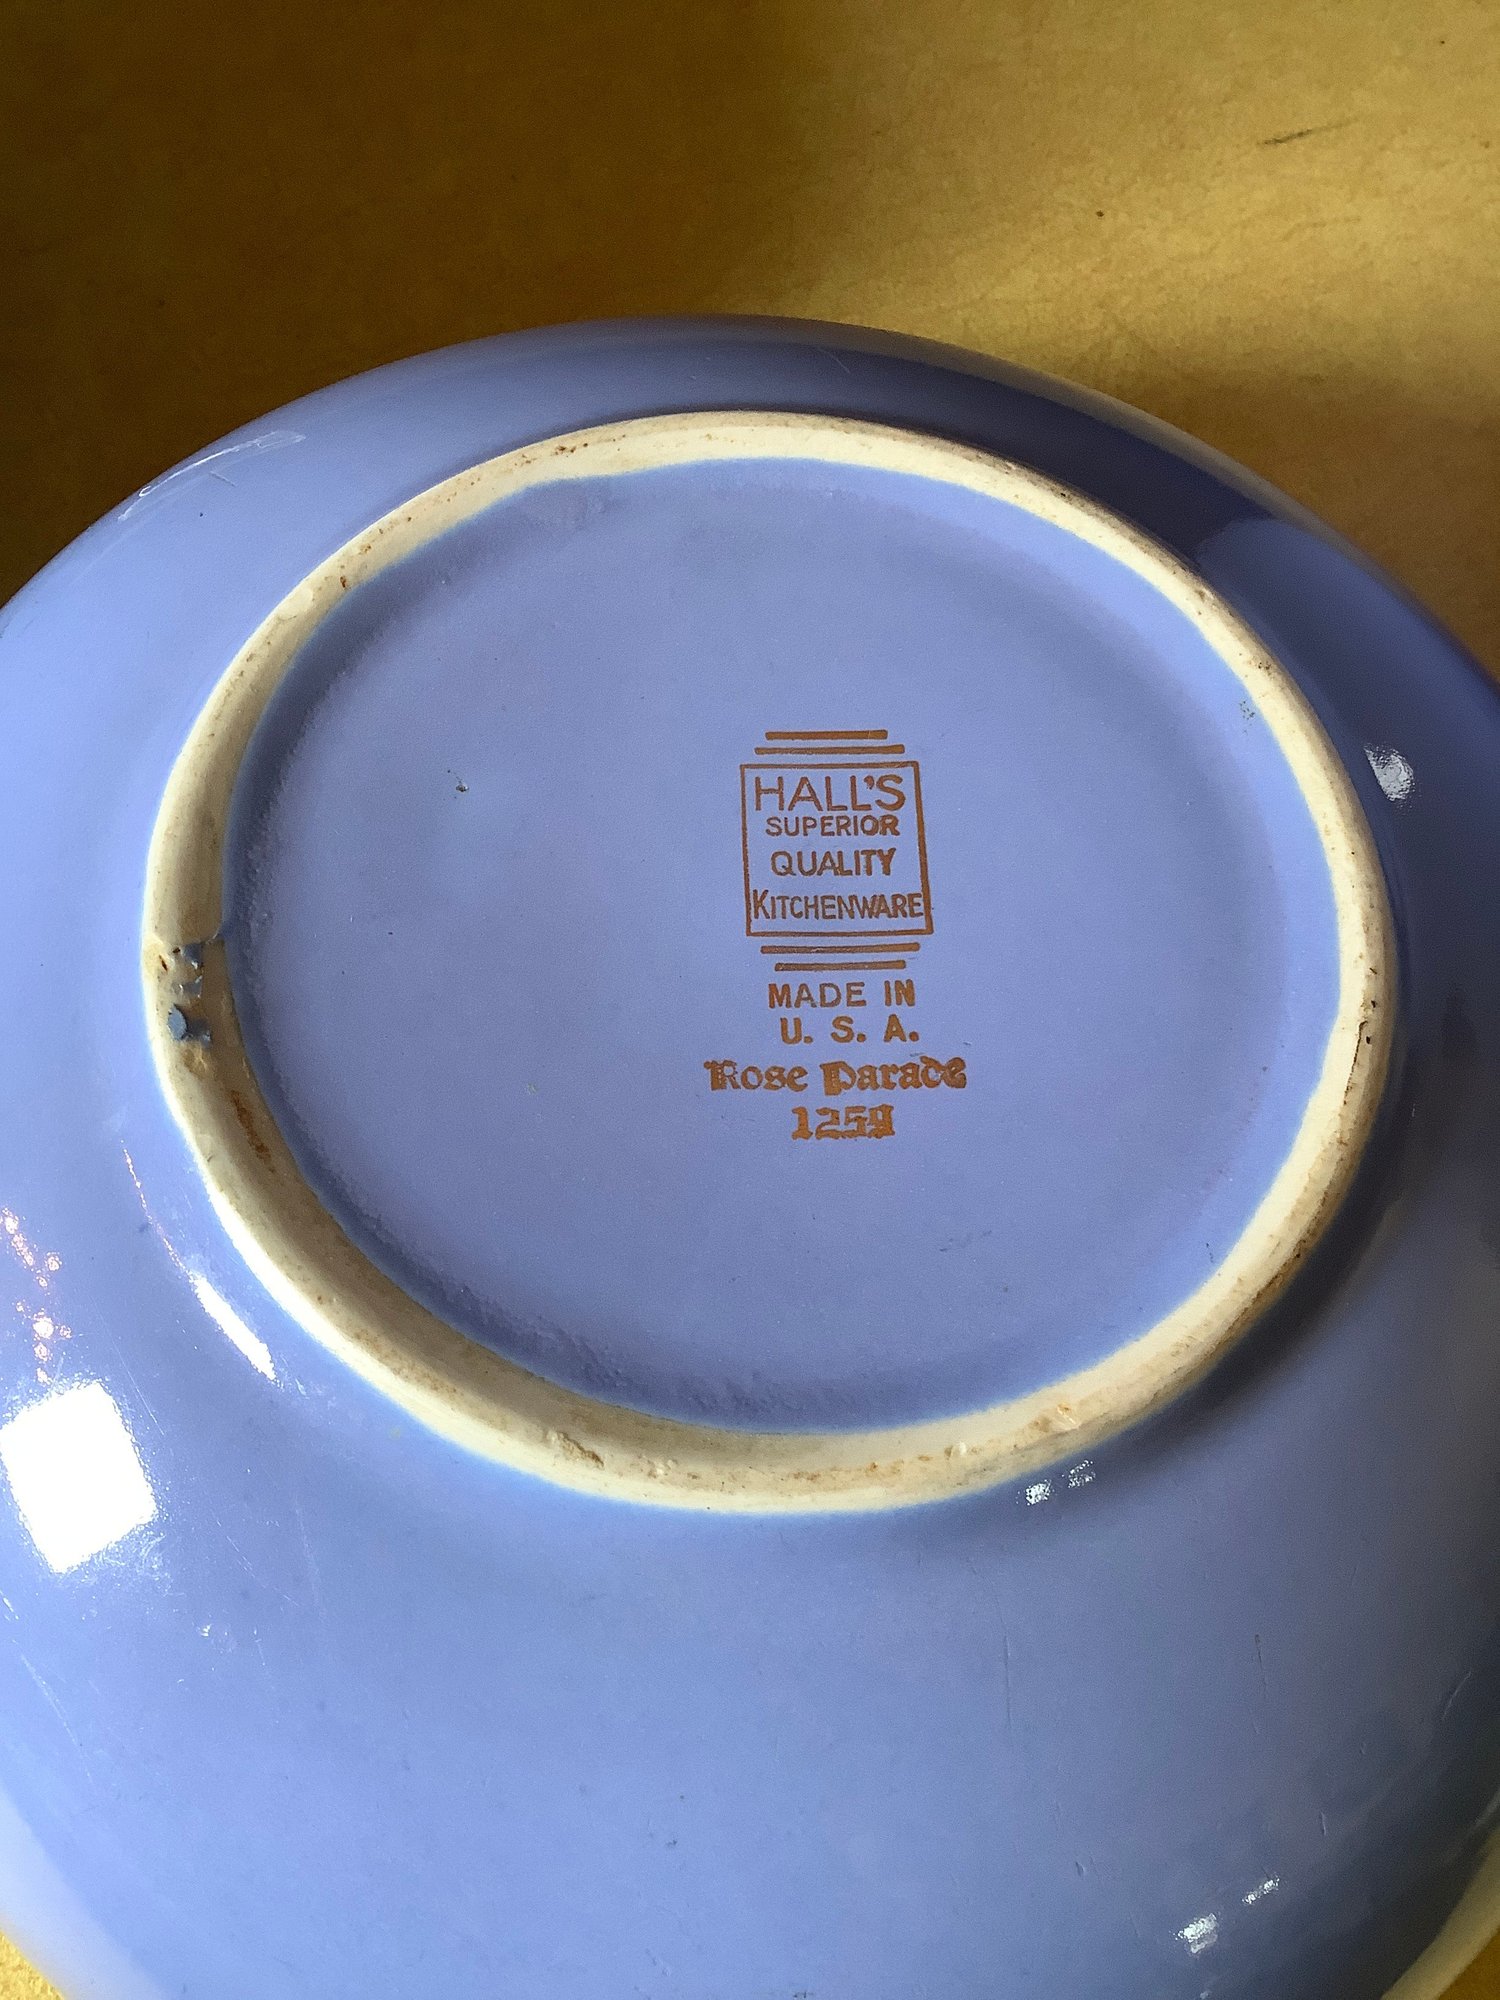 HALL'S
SUPERIOR
QUALITY
KITCHENWARE
MADE IN
U. S. A.
Rose Parade
1259